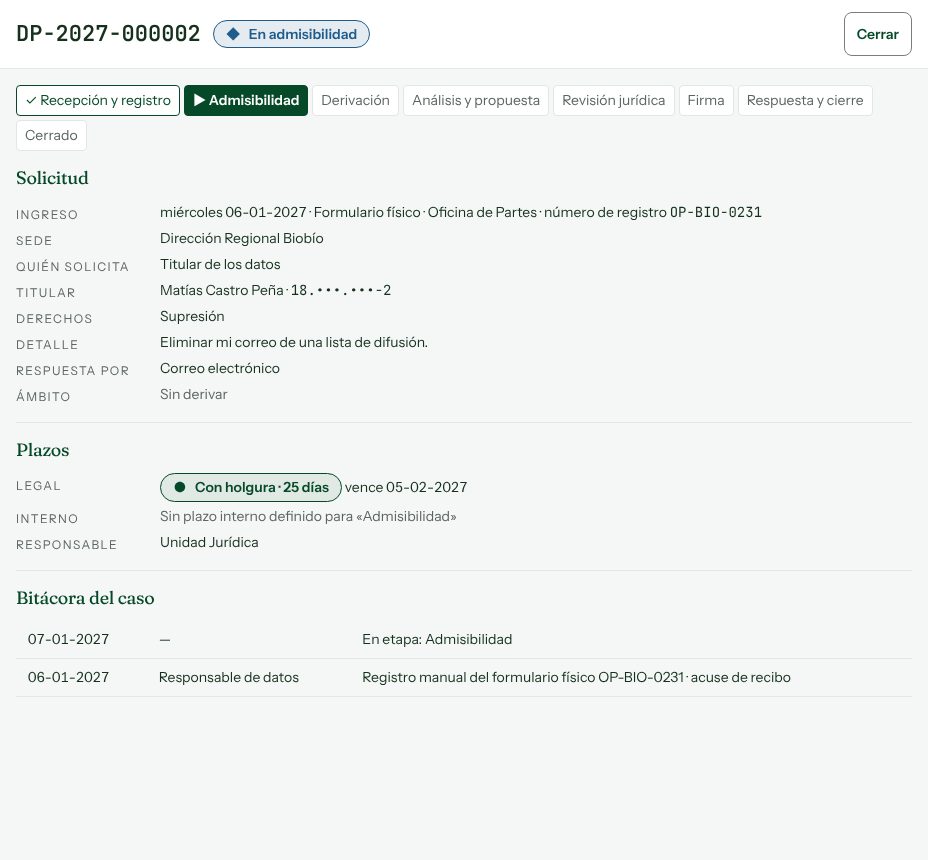 DP-2027-000002 ◆ En admisibilidad Cerrar
✓ Recepción y registro ▶ Admisibilidad Derivación Análisis y propuesta Revisión jurídica Firma Respuesta y cierre
Cerrado
Solicitud
INGRESO miércoles 06-01-2027 · Formulario físico · Oficina de Partes · número de registro OP-BIO-0231
SEDE Dirección Regional Biobío
QUIÉN SOLICITA Titular de los datos
TITULAR Matías Castro Peña · 18.•••.•••-2
DERECHOS Supresión
DETALLE Eliminar mi correo de una lista de difusión.
RESPUESTA POR Correo electrónico
ÁMBITO Sin derivar
Plazos
LEGAL ● Con holgura · 25 días vence 05-02-2027
INTERNO Sin plazo interno definido para «Admisibilidad»
RESPONSABLE Unidad Jurídica
Bitácora del caso
07-01-2027 — En etapa: Admisibilidad
06-01-2027 Responsable de datos Registro manual del formulario físico OP-BIO-0231 · acuse de recibo